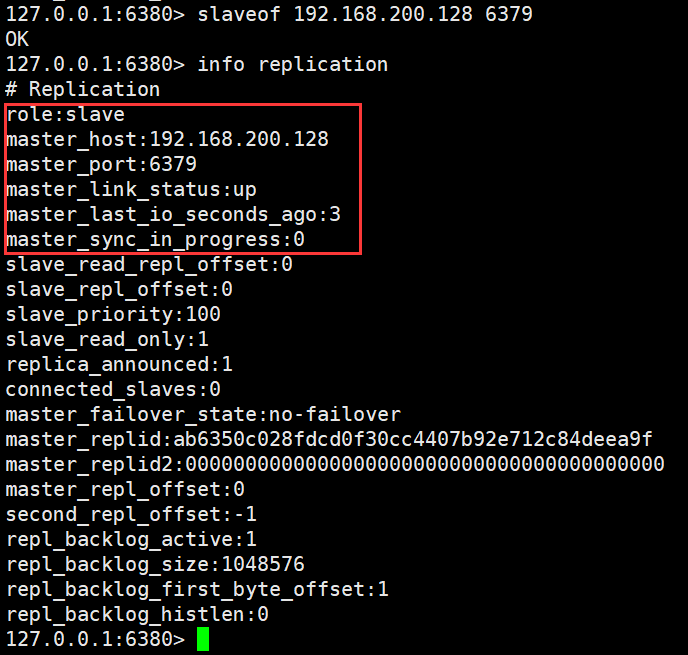 127.0.0.1:6380> slaveof 192.168.200.128 6379
OK
127.0.0.1:6380> info replication
# Replication
role:slave
master_host:192.168.200.128
master_port:6379
master_link_status:up
master_last_io_seconds_ago:3
master_sync_in_progress:0
slave_read_repl_offset:0
slave_repl_offset:0
slave_priority:100
slave_read_only:1
replica_announced:1
connected_slaves:0
master_failover_state:no-failover
master_replid:ab6350c028fdcd0f30cc4407b92e712c84deea9f
master_replid2:0000000000000000000000000000000000000000
master_repl_offset:0
second_repl_offset:-1
repl_backlog_active:1
repl_backlog_size:1048576
repl_backlog_first_byte_offset:1
repl_backlog_histlen:0
127.0.0.1:6380>